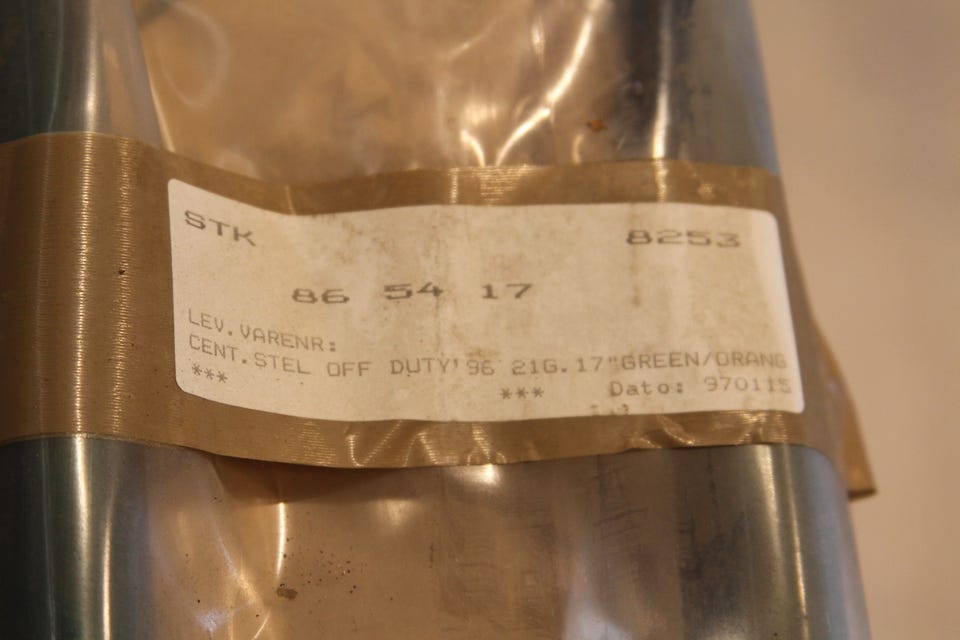 STK 8253
86 54 17
LEV.VARENR:
CENT.STEL OFF DUTY'96 21G.17"GREEN/ORANG
*** *** Dato: 970115